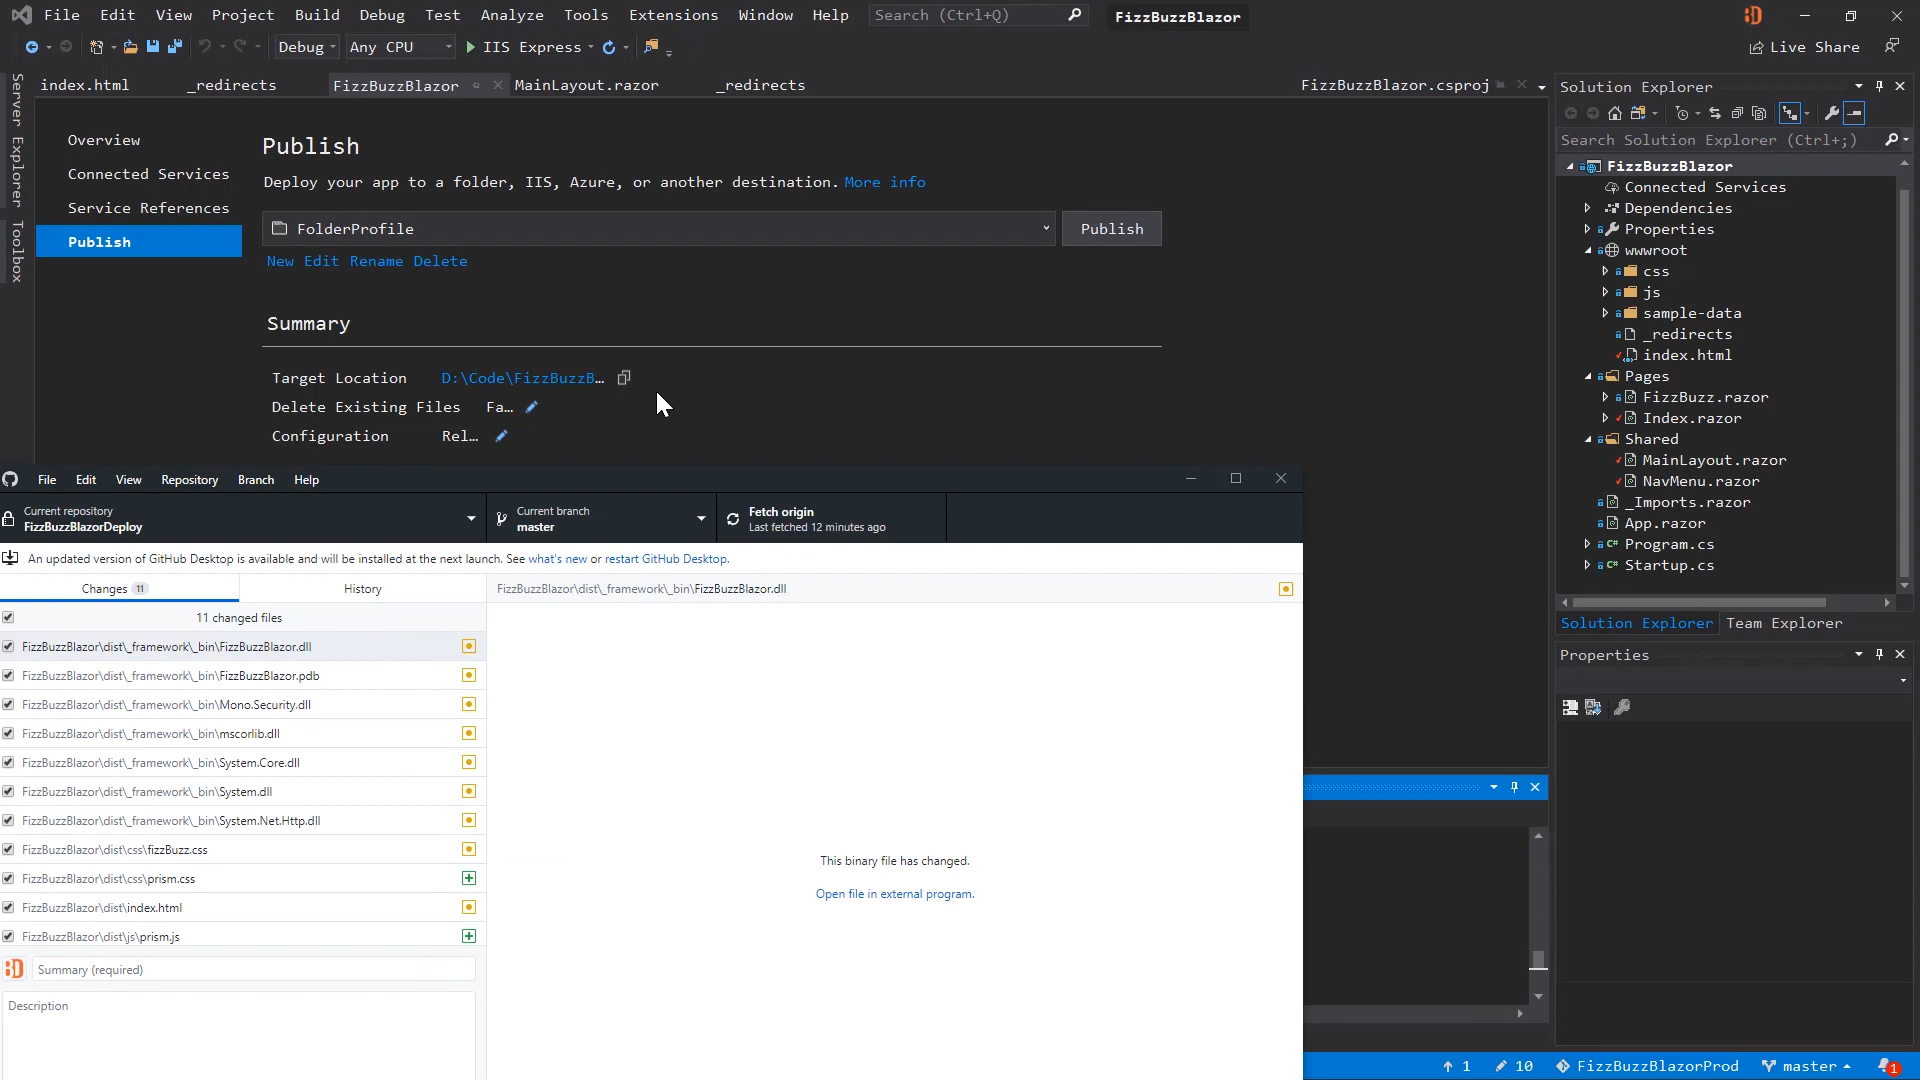 File Edit View Project Build Debug Test Analyze Tools Extensions Window Help Search (Ctrl+Q) FizzBuzzBlazor
Debug Any CPU IIS Express Live Share
Server Explorer
Toolbox
index.html _redirects FizzBuzzBlazor MainLayout.razor _redirects FizzBuzzBlazor.csproj
Overview
Connected Services
Service References
Publish
Publish
Deploy your app to a folder, IIS, Azure, or another destination. More info
FolderProfile Publish
New Edit Rename Delete
Summary
Target Location D:\Code\FizzBuzzB…
Delete Existing Files Fa…
Configuration Rel…
Solution Explorer
Search Solution Explorer (Ctrl+;)
FizzBuzzBlazor
Connected Services
Dependencies
Properties
wwwroot
css
js
sample-data
_redirects
index.html
Pages
FizzBuzz.razor
Index.razor
Shared
MainLayout.razor
NavMenu.razor
_Imports.razor
App.razor
Program.cs
Startup.cs
Solution Explorer Team Explorer
Properties
File Edit View Repository Branch Help
Current repository
FizzBuzzBlazorDeploy
Current branch
master
Fetch origin
Last fetched 12 minutes ago
An updated version of GitHub Desktop is available and will be installed at the next launch. See what's new or restart GitHub Desktop.
Changes 11 History
FizzBuzzBlazor\dist\_framework\_bin\FizzBuzzBlazor.dll
11 changed files
FizzBuzzBlazor\dist\_framework\_bin\FizzBuzzBlazor.dll
FizzBuzzBlazor\dist\_framework\_bin\FizzBuzzBlazor.pdb
FizzBuzzBlazor\dist\_framework\_bin\Mono.Security.dll
FizzBuzzBlazor\dist\_framework\_bin\mscorlib.dll
FizzBuzzBlazor\dist\_framework\_bin\System.Core.dll
FizzBuzzBlazor\dist\_framework\_bin\System.dll
FizzBuzzBlazor\dist\_framework\_bin\System.Net.Http.dll
FizzBuzzBlazor\dist\css\fizzBuzz.css
FizzBuzzBlazor\dist\css\prism.css
FizzBuzzBlazor\dist\index.html
FizzBuzzBlazor\dist\js\prism.js
Summary (required)
Description
This binary file has changed.
Open file in external program.
1 10 FizzBuzzBlazorProd master 1